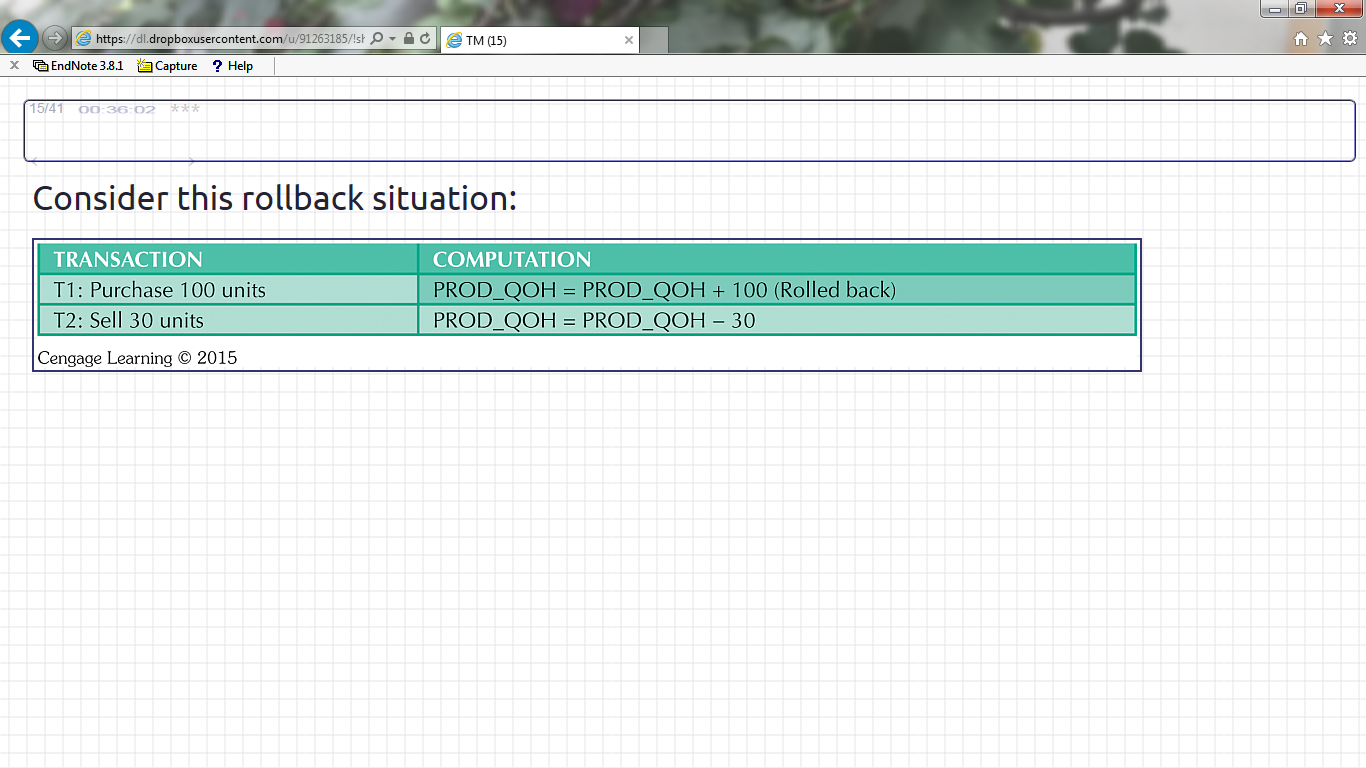 https://dl.dropboxusercontent.com/u/91263185/!sl
TM (15)
EndNote 3.8.1 Capture ? Help
15/41 00:36:02 ***
< >
Consider this rollback situation:
TRANSACTION COMPUTATION
T1: Purchase 100 units PROD_QOH = PROD_QOH + 100 (Rolled back)
T2: Sell 30 units PROD_QOH = PROD_QOH – 30
Cengage Learning © 2015